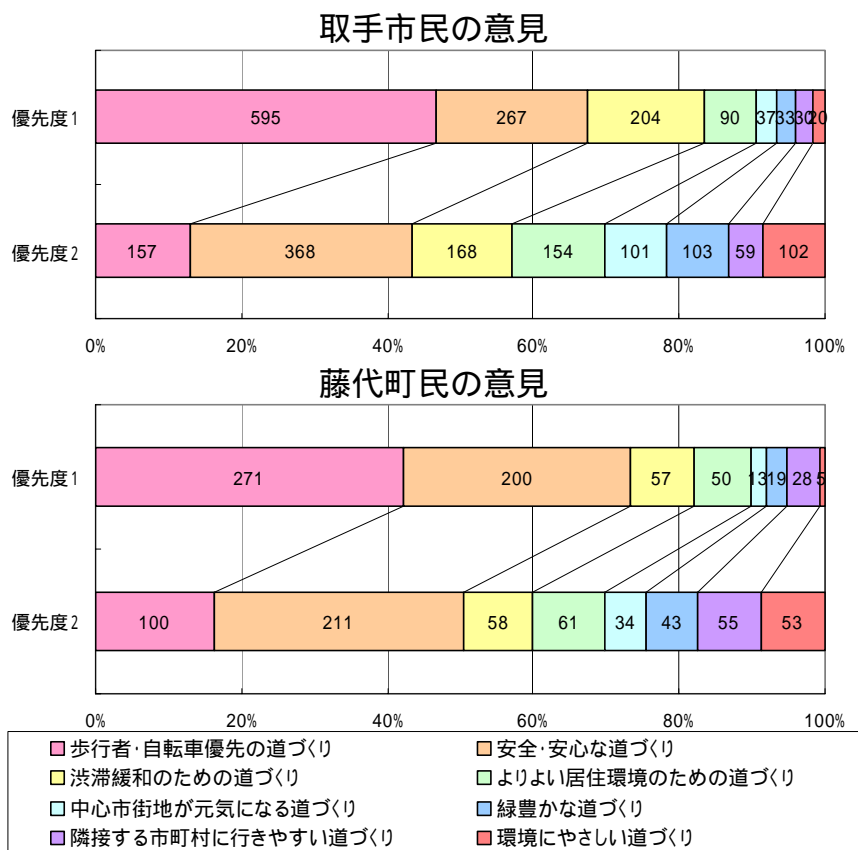 取手市民の意見
優先度1
595 267 204 90 37 33 30 20
優先度2
157 368 168 154 101 103 59 102
0% 20% 40% 60% 80% 100%
藤代町民の意見
優先度1
271 200 57 50 13 19 28 5
優先度2
100 211 58 61 34 43 55 53
0% 20% 40% 60% 80% 100%
歩行者・自転車優先の道づくり 安全・安心な道づくり
渋滞緩和のための道づくり よりよい居住環境のための道づくり
中心市街地が元気になる道づくり 緑豊かな道づくり
隣接する市町村に行きやすい道づくり 環境にやさしい道づくり